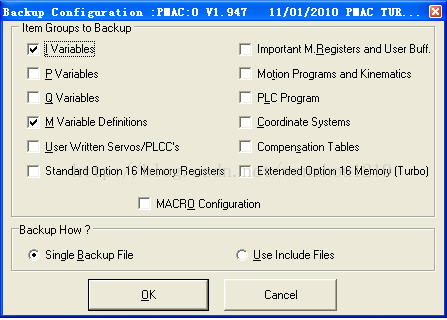 Backup Configuration :PMAC:0 V1.947 11/01/2010 PMAC TUR...
Item Groups to Backup
I Variables
Important M.Registers and User Buff.
P Variables
Motion Programs and Kinematics
Q Variables
PLC Program
M Variable Definitions
Coordinate Systems
User Written Servos/PLCC's
Compensation Tables
Standard Option 16 Memory Registers
Extended Option 16 Memory (Turbo)
MACRO Configuration
Backup How ?
Single Backup File
Use Include Files
OK
Cancel